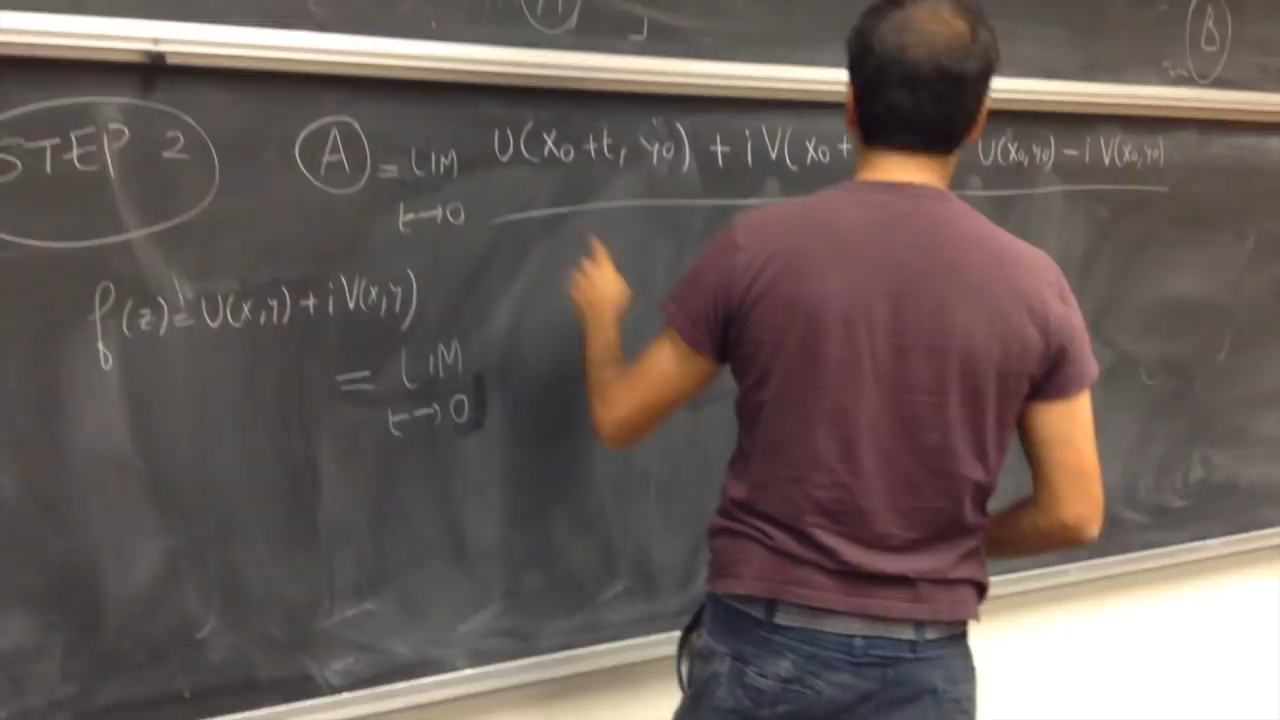 A
B
STEP 2
A = LIM U(x₀+t, y₀) + i V(x₀+ U(x₀,y₀) - i V(x₀,y₀)
t→0
f(z) = U(x,y) + i V(x,y)
= LIM
t→0